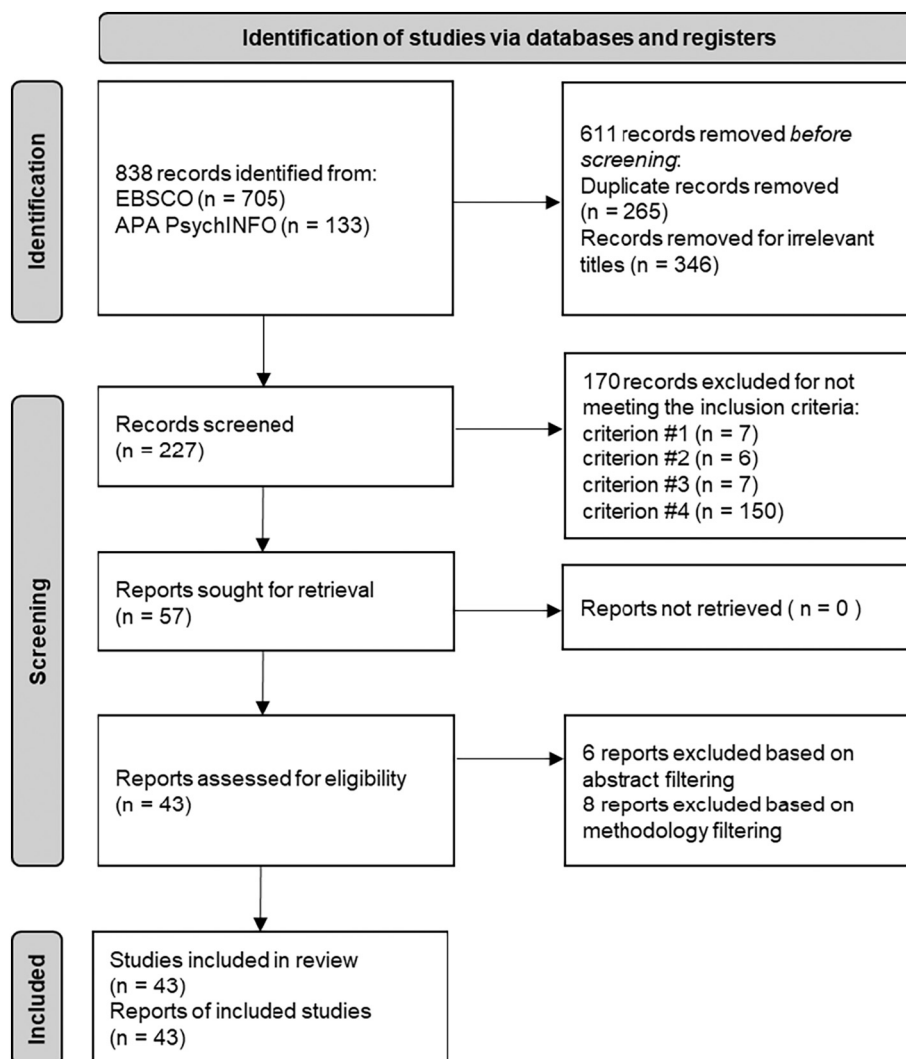 Identification of studies via databases and registers
Identification
838 records identified from:
EBSCO (n = 705)
APA PsychINFO (n = 133)
611 records removed before
screening:
Duplicate records removed
(n = 265)
Records removed for irrelevant
titles (n = 346)
Screening
Records screened
(n = 227)
170 records excluded for not
meeting the inclusion criteria:
criterion #1 (n = 7)
criterion #2 (n = 6)
criterion #3 (n = 7)
criterion #4 (n = 150)
Reports sought for retrieval
(n = 57)
Reports not retrieved ( n = 0 )
Reports assessed for eligibility
(n = 43)
6 reports excluded based on
abstract filtering
8 reports excluded based on
methodology filtering
Included
Studies included in review
(n = 43)
Reports of included studies
(n = 43)